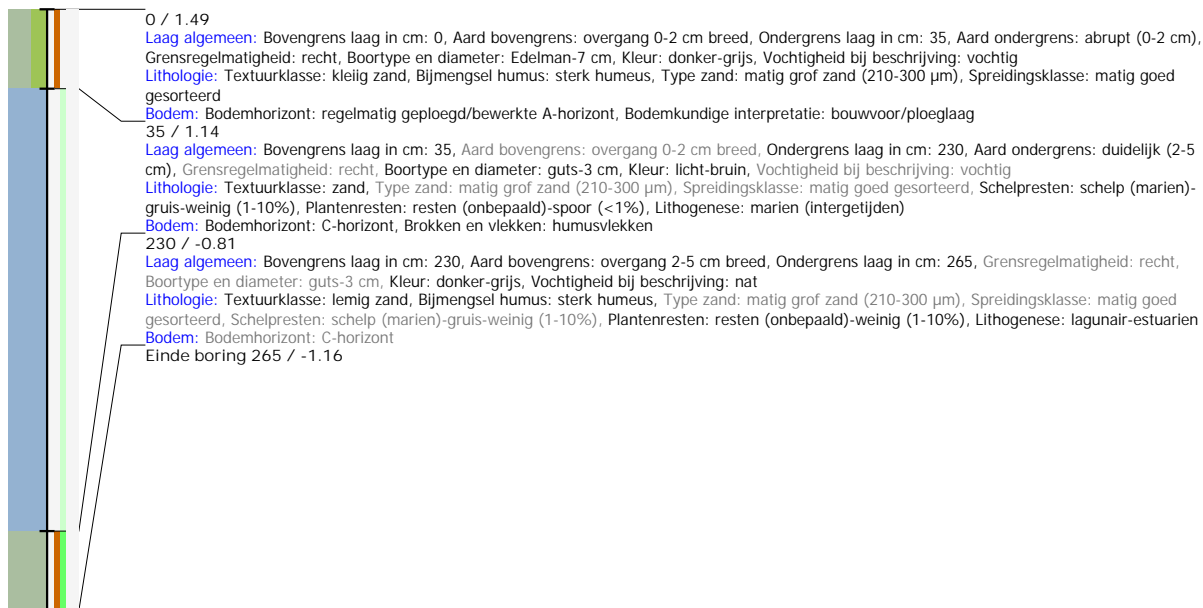 0 / 1.49
Laag algemeen: Bovengrens laag in cm: 0, Aard bovengrens: overgang 0-2 cm breed, Ondergrens laag in cm: 35, Aard ondergrens: abrupt (0-2 cm),
Grensregelmatigheid: recht, Boortype en diameter: Edelman-7 cm, Kleur: donker-grijs, Vochtigheid bij beschrijving: vochtig
Lithologie: Textuurklasse: kleiig zand, Bijmengsel humus: sterk humeus, Type zand: matig grof zand (210-300 µm), Spreidingsklasse: matig goed
gesorteerd
Bodem: Bodemhorizont: regelmatig geploegd/bewerkte A-horizont, Bodemkundige interpretatie: bouwvoor/ploeglaag
35 / 1.14
Laag algemeen: Bovengrens laag in cm: 35, Aard bovengrens: overgang 0-2 cm breed, Ondergrens laag in cm: 230, Aard ondergrens: duidelijk (2-5
cm), Grensregelmatigheid: recht, Boortype en diameter: guts-3 cm, Kleur: licht-bruin, Vochtigheid bij beschrijving: vochtig
Lithologie: Textuurklasse: zand, Type zand: matig grof zand (210-300 µm), Spreidingsklasse: matig goed gesorteerd, Schelpresten: schelp (marien)-
gruis-weinig (1-10%), Plantenresten: resten (onbepaald)-spoor (<1%), Lithogenese: marien (intergetijden)
Bodem: Bodemhorizont: C-horizont, Brokken en vlekken: humusvlekken
230 / -0.81
Laag algemeen: Bovengrens laag in cm: 230, Aard bovengrens: overgang 2-5 cm breed, Ondergrens laag in cm: 265, Grensregelmatigheid: recht,
Boortype en diameter: guts-3 cm, Kleur: donker-grijs, Vochtigheid bij beschrijving: nat
Lithologie: Textuurklasse: lemig zand, Bijmengsel humus: sterk humeus, Type zand: matig grof zand (210-300 µm), Spreidingsklasse: matig goed
gesorteerd, Schelpresten: schelp (marien)-gruis-weinig (1-10%), Plantenresten: resten (onbepaald)-weinig (1-10%), Lithogenese: lagunair-estuarien
Bodem: Bodemhorizont: C-horizont
Einde boring 265 / -1.16